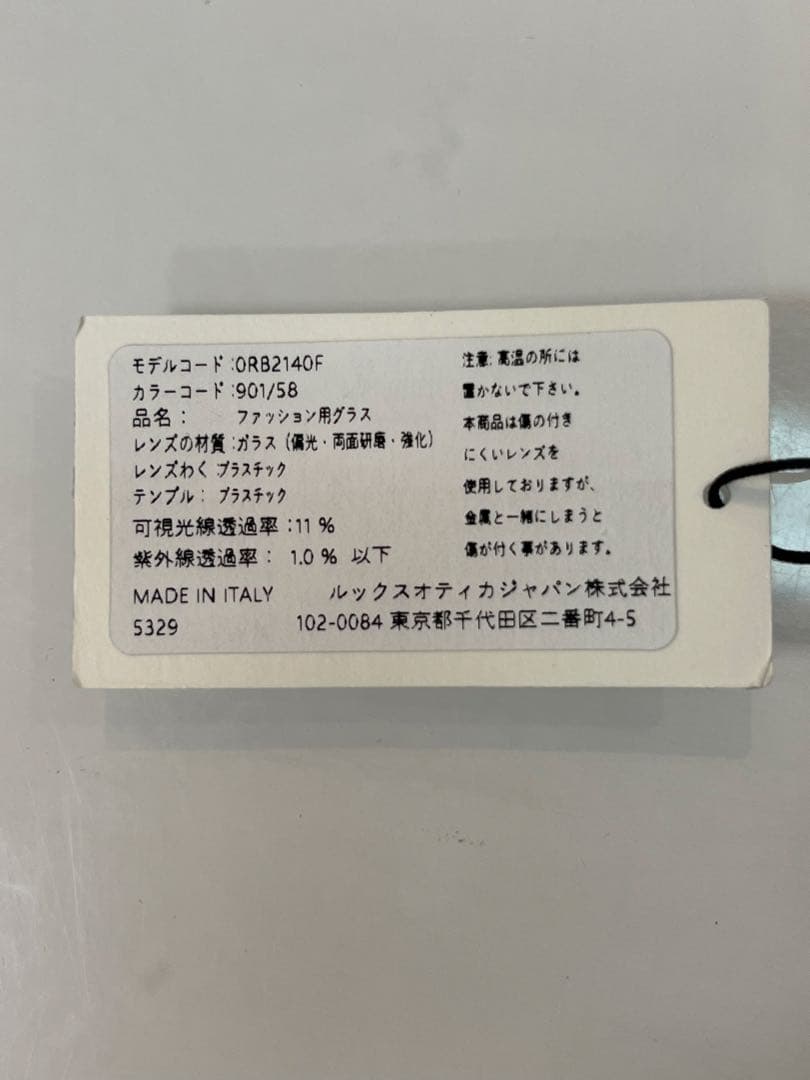 モデルコード:0RB2140F
カラーコード:901/58
品名： ファッション用グラス
レンズの材質:ガラス（偏光・両面研磨・強化）
レンズわく:プラスチック
テンプル： プラスチック
可視光線透過率:11 %
紫外線透過率： 1.0 % 以下
MADE IN ITALY ルックスオティカジャパン株式会社
5329 102-0084 東京都千代田区二番町4-5
注意:高温の所には
置かないで下さい。
本商品は傷の付き
にくいレンズを
使用しておりますが、
金属と一緒にしまうと
傷が付く事があります。